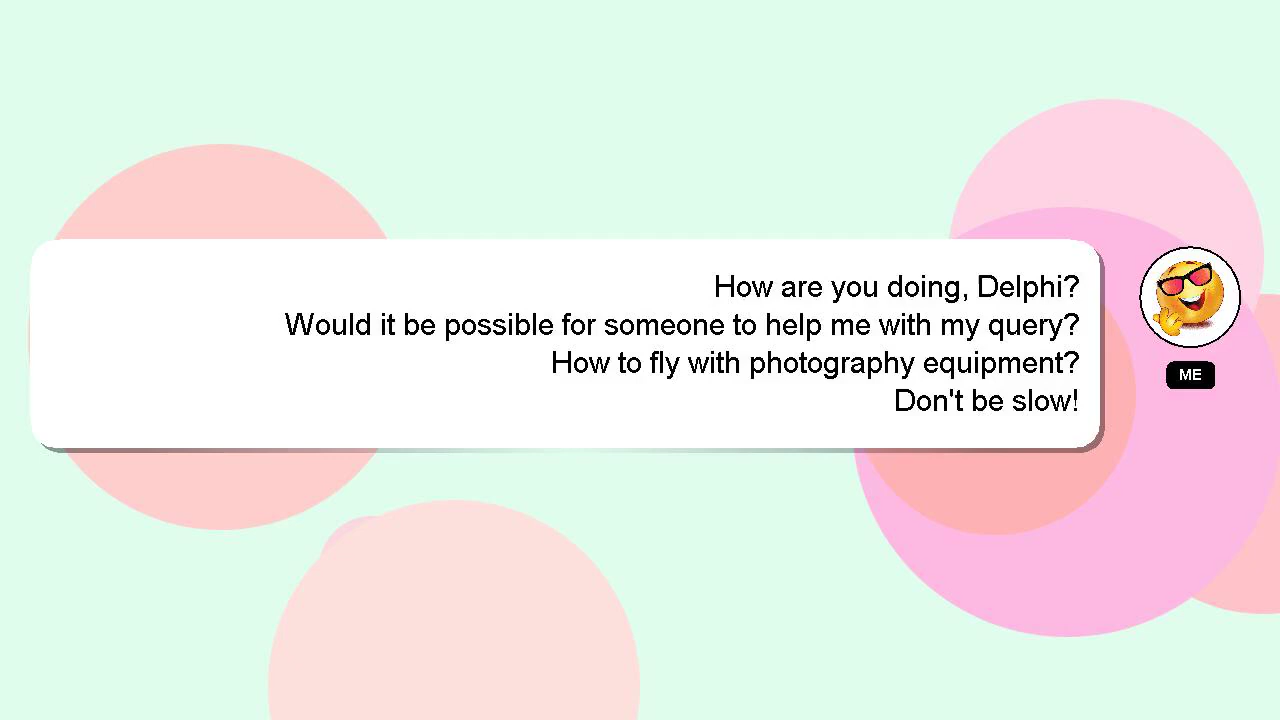 How are you doing, Delphi?
Would it be possible for someone to help me with my query?
How to fly with photography equipment?
Don't be slow!
ME